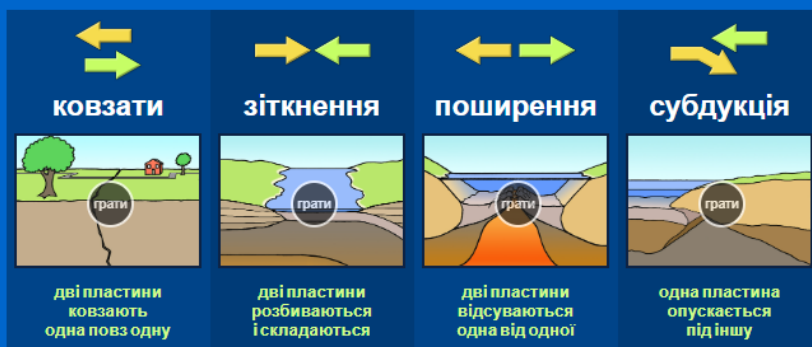 ковзати
зіткнення
поширення
субдукція
грати
грати
грати
грати
дві пластини
ковзають
одна повз одну
дві пластини
розбиваються
і складаються
дві пластини
відсуваються
одна від одної
одна пластина
опускається
під іншу